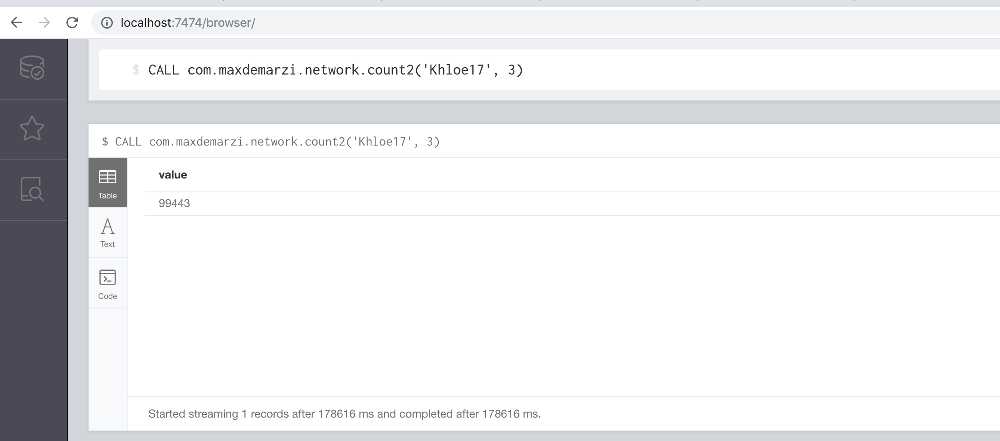 localhost:7474/browser/
$ CALL com.maxdemarzi.network.count2('Khloe17', 3)
$ CALL com.maxdemarzi.network.count2('Khloe17', 3)
Table
value
99443
Text
Code
Started streaming 1 records after 178616 ms and completed after 178616 ms.